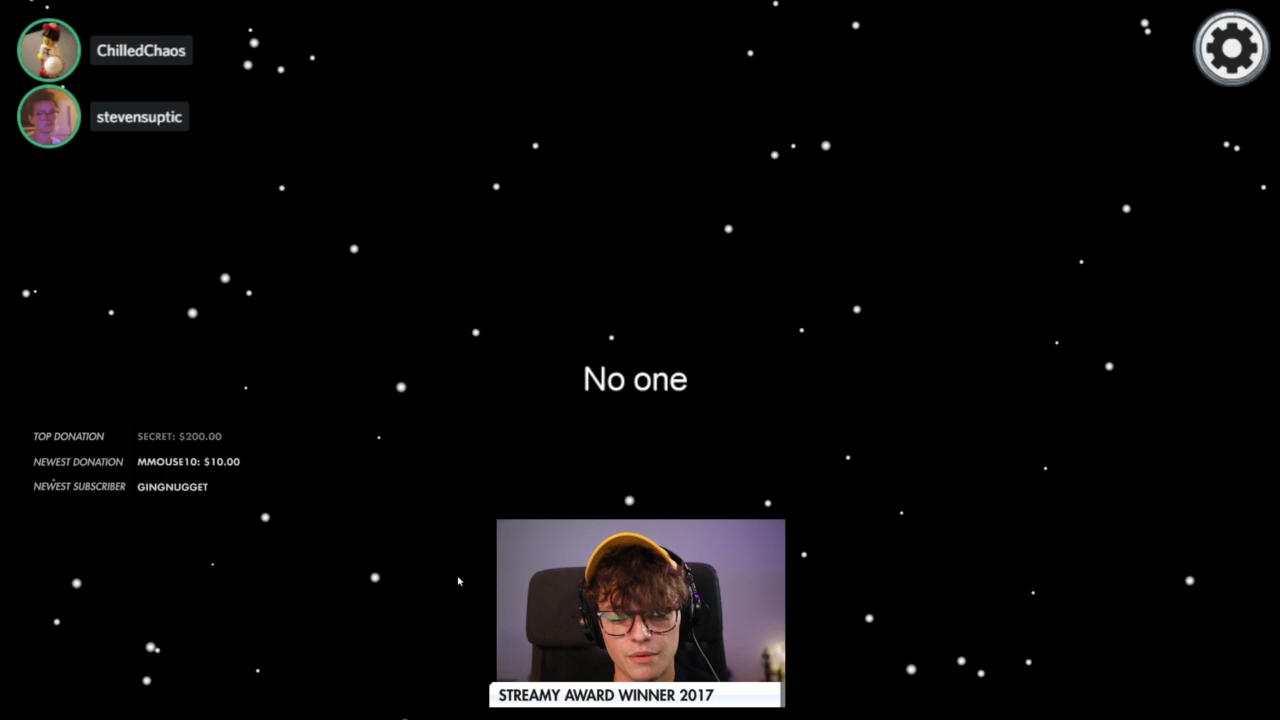 ChilledChaos
stevensuptic
No one
TOP DONATION SECRET: $200.00
NEWEST DONATION MMOUSE10: $10.00
NEWEST SUBSCRIBER GINGNUGGET
STREAMY AWARD WINNER 2017